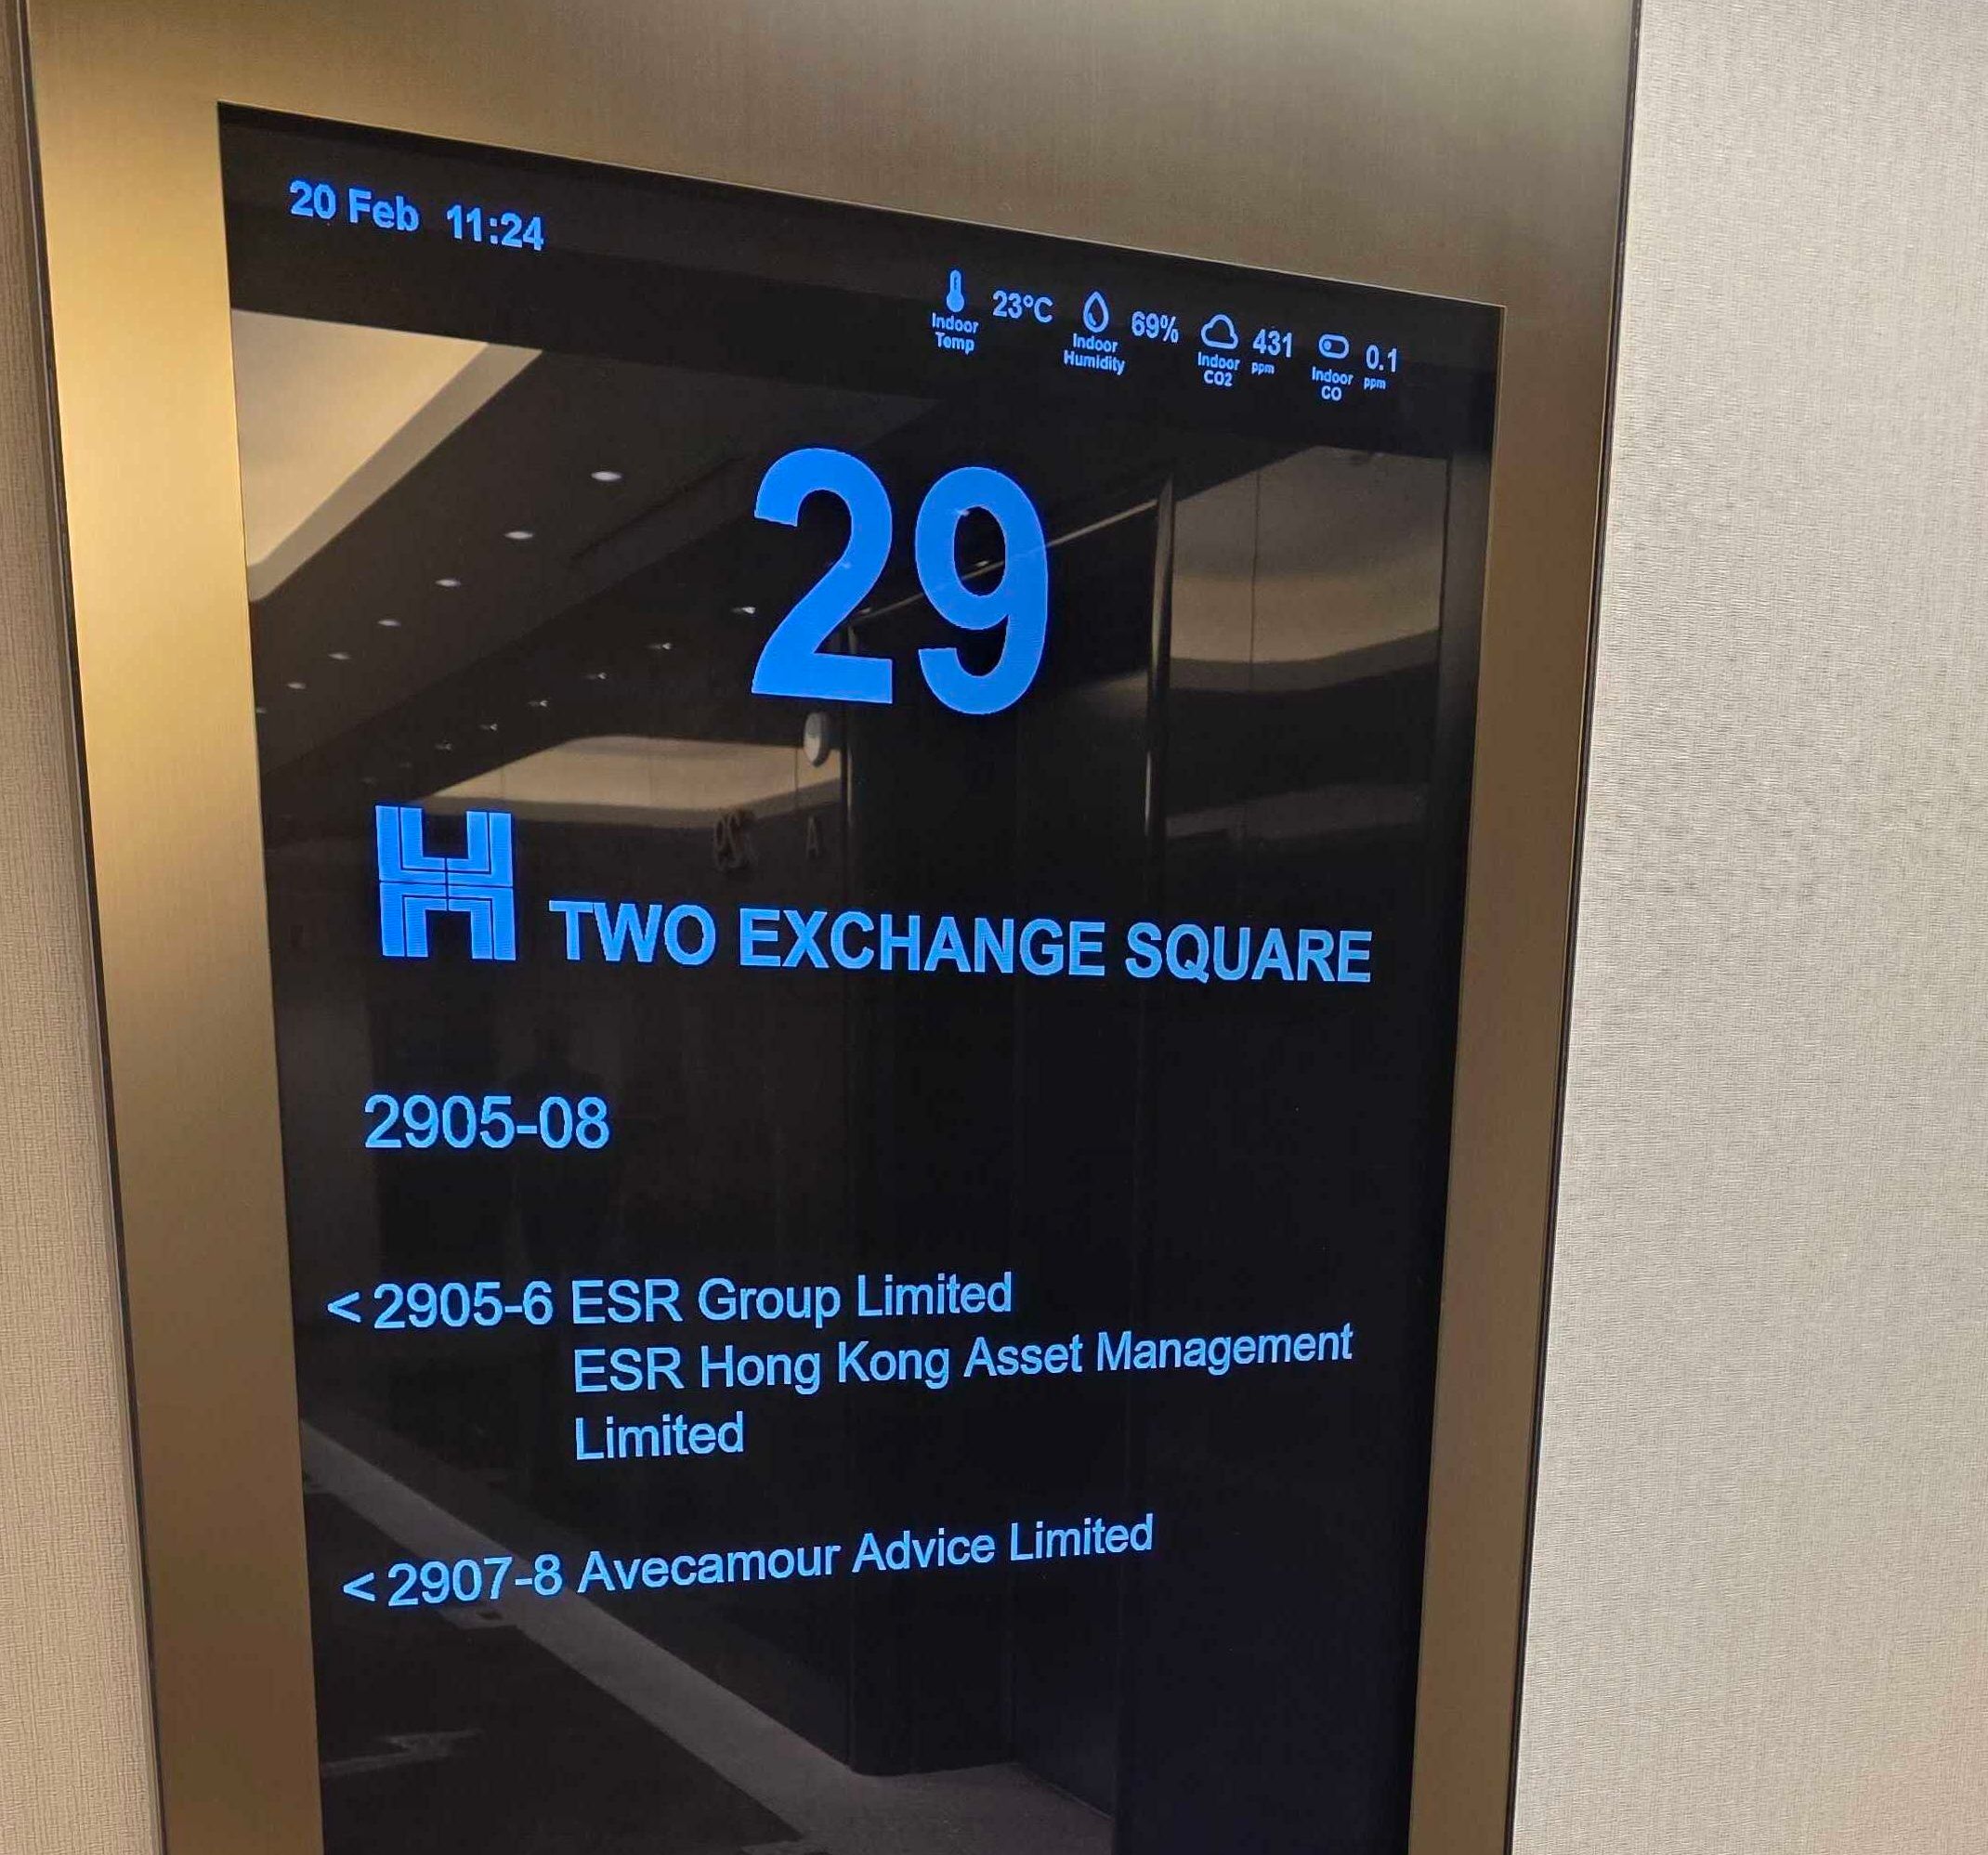 20 Feb 11:24
23°C 69% 431 0.1
Indoor Temp Indoor Humidity Indoor CO2 ppm Indoor CO ppm
29
TWO EXCHANGE SQUARE
2905-08
< 2905-6 ESR Group Limited
ESR Hong Kong Asset Management
Limited
< 2907-8 Avecamour Advice Limited